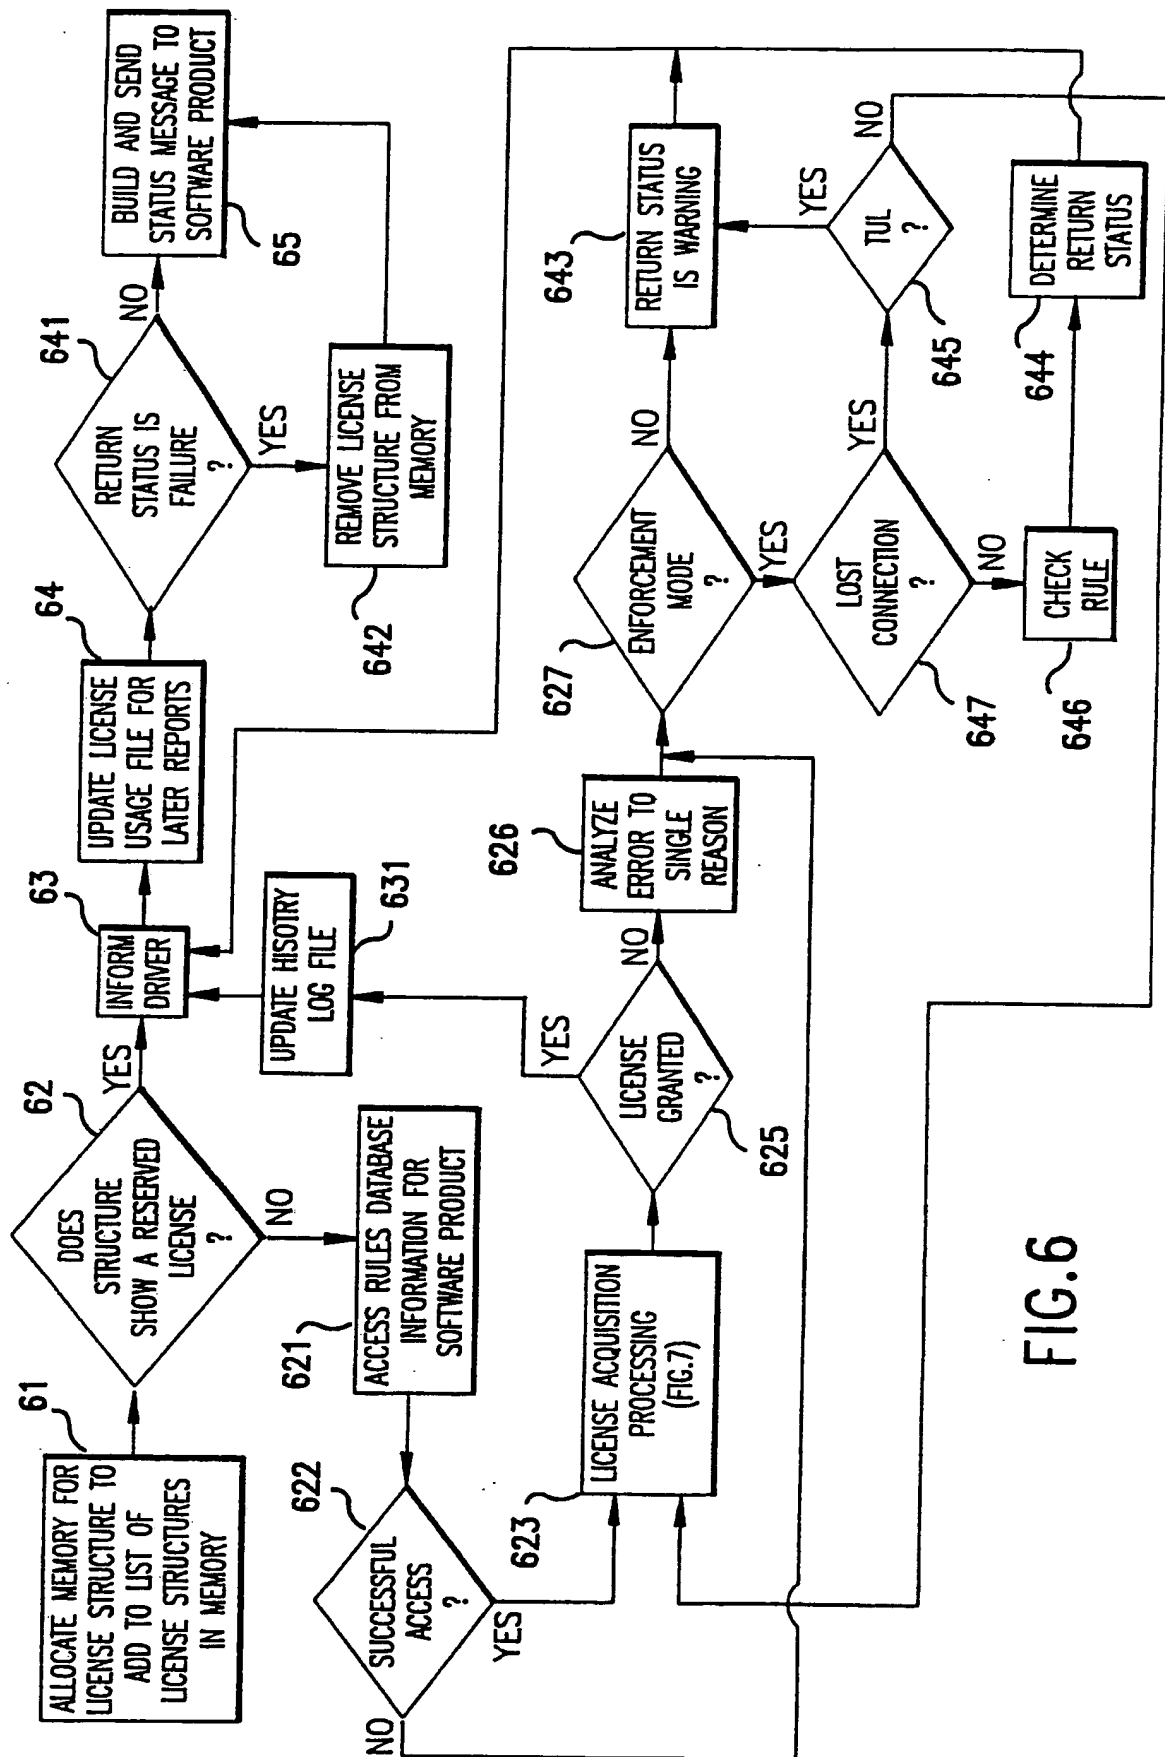 61
ALLOCATE MEMORY FOR
LICENSE STRUCTURE TO
ADD TO LIST OF
LICENSE STRUCTURES
IN MEMORY
62
DOES
STRUCTURE
SHOW A RESERVED
LICENSE
?
YES
NO
63
INFORM
DRIVER
64
UPDATE LICENSE
USAGE FILE FOR
LATER REPORTS
641
RETURN
STATUS IS
FAILURE
?
NO
YES
BUILD AND SEND
STATUS MESSAGE TO
SOFTWARE PRODUCT
65
REMOVE LICENSE
STRUCTURE FROM
MEMORY
642
UPDATE HISOTRY
LOG FILE
631
621
ACCESS RULES DATABASE
INFORMATION FOR
SOFTWARE PRODUCT
622
SUCCESSFUL
ACCESS
?
NO
YES
623
LICENSE ACQUISITION
PROCESSING
(FIG.7)
LICENSE
GRANTED
?
625
YES
NO
626
ANALYZE
ERROR TO
SINGLE
REASON
627
ENFORCEMENT
MODE
?
NO
YES
643
RETURN STATUS
IS WARNING
LOST
CONNECTION
?
647
YES
NO
TUL
?
645
YES
NO
CHECK
RULE
646
644
DETERMINE
RETURN
STATUS
FIG.6